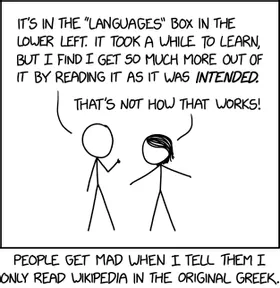 IT'S IN THE "LANGUAGES" BOX IN THE
LOWER LEFT. IT TOOK A WHILE TO LEARN,
BUT I FIND I GET SO MUCH MORE OUT OF
IT BY READING IT AS IT WAS INTENDED.
THAT'S NOT HOW THAT WORKS!
PEOPLE GET MAD WHEN I TELL THEM I
ONLY READ WIKIPEDIA IN THE ORIGINAL GREEK.